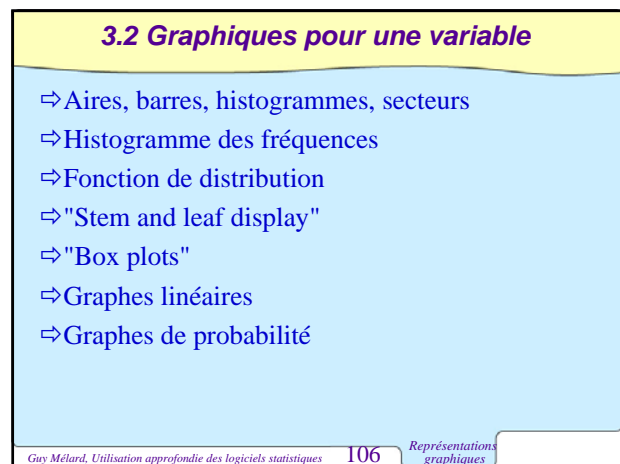 3.2 Graphiques pour une variable
⇨Aires, barres, histogrammes, secteurs
⇨Histogramme des fréquences
⇨Fonction de distribution
⇨"Stem and leaf display"
⇨"Box plots"
⇨Graphes linéaires
⇨Graphes de probabilité
Guy Mélard, Utilisation approfondie des logiciels statistiques 106
Représentations
graphiques